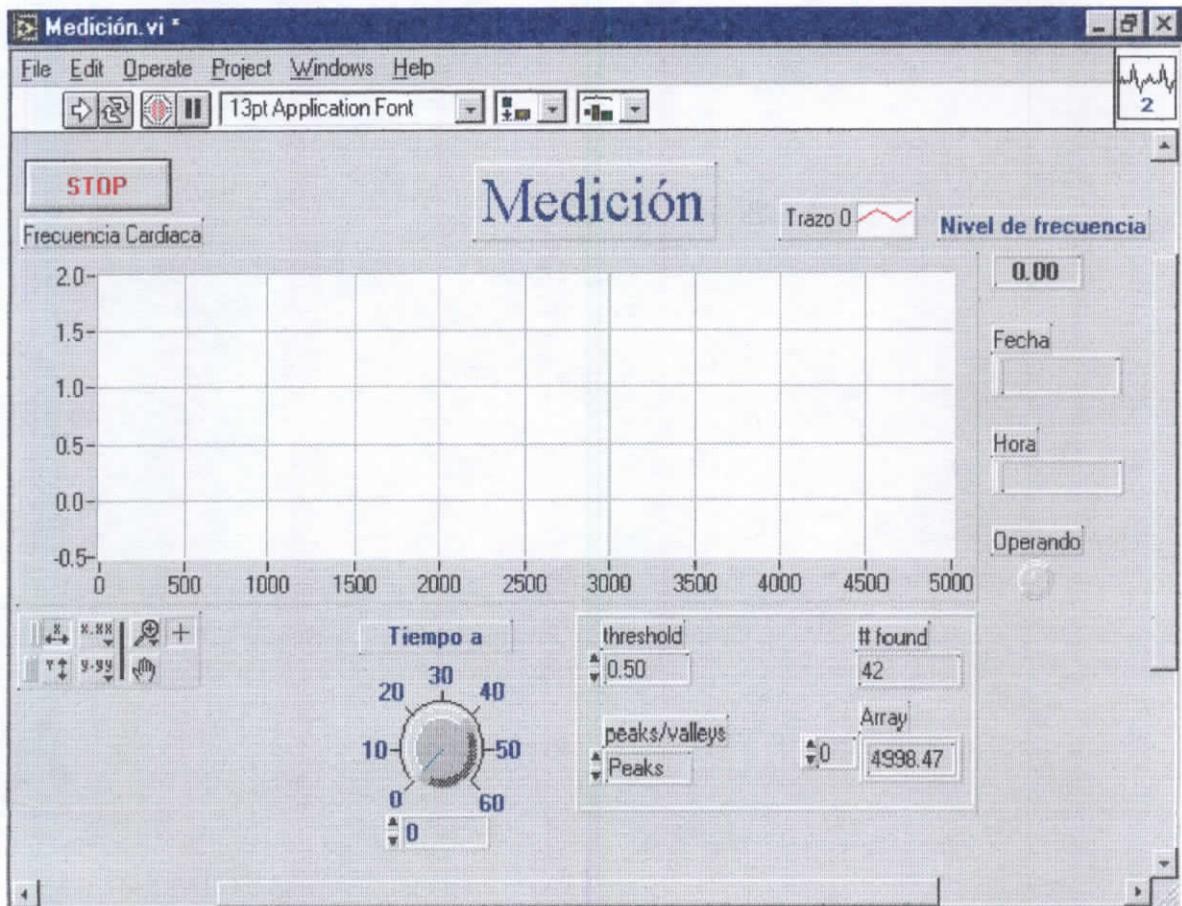 Medición.vi *
File Edit Operate Project Windows Help
13pt Application Font
2
STOP
Medición
Trazo 0
Nivel de frecuencia
Frecuencia Cardiaca
0.00
2.0
1.5
1.0
0.5
0.0
-0.5
0 500 1000 1500 2000 2500 3000 3500 4000 4500 5000
Fecha
Hora
Operando
X X.XX
Y Y.YY
Tiempo a
0 10 20 30 40 50 60
0
threshold
0.50
# found
42
peaks/valleys
Peaks
Array
0 4998.47